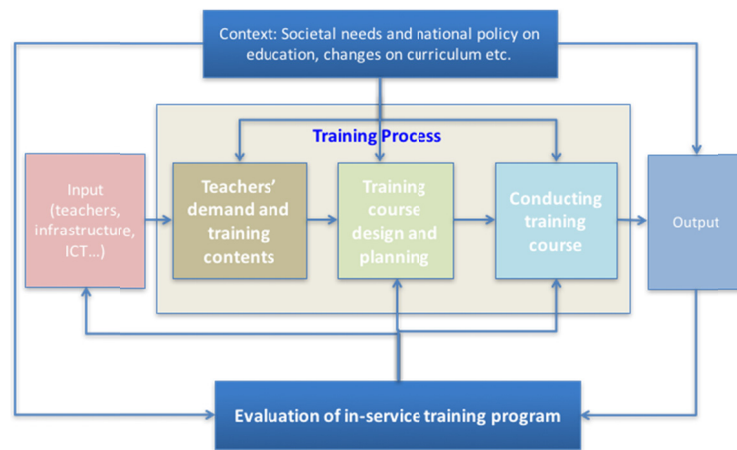 Context: Societal needs and national policy on
education, changes on curriculum etc.
Training Process
Input
(teachers,
infrastructure,
ICT...)
Teachers'
demand and
training
contents
Training
course
design and
planning
Conducting
training
course
Output
Evaluation of in-service training program